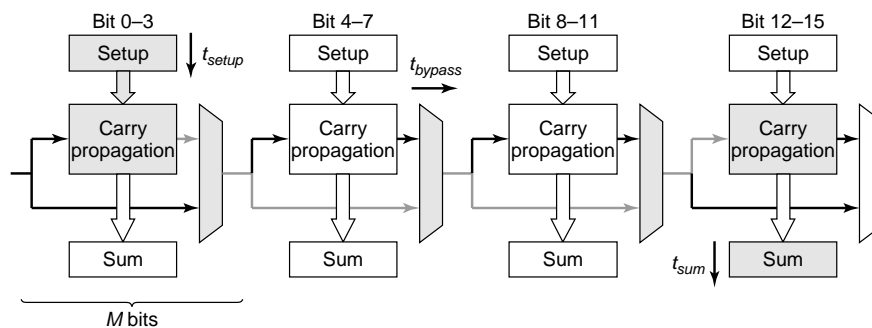 Bit 0–3
Bit 4–7
Bit 8–11
Bit 12–15
Setup
t_setup
Setup
t_bypass
Setup
Setup
Carry
propagation
Carry
propagation
Carry
propagation
Carry
propagation
Sum
Sum
Sum
t_sum
Sum
M bits